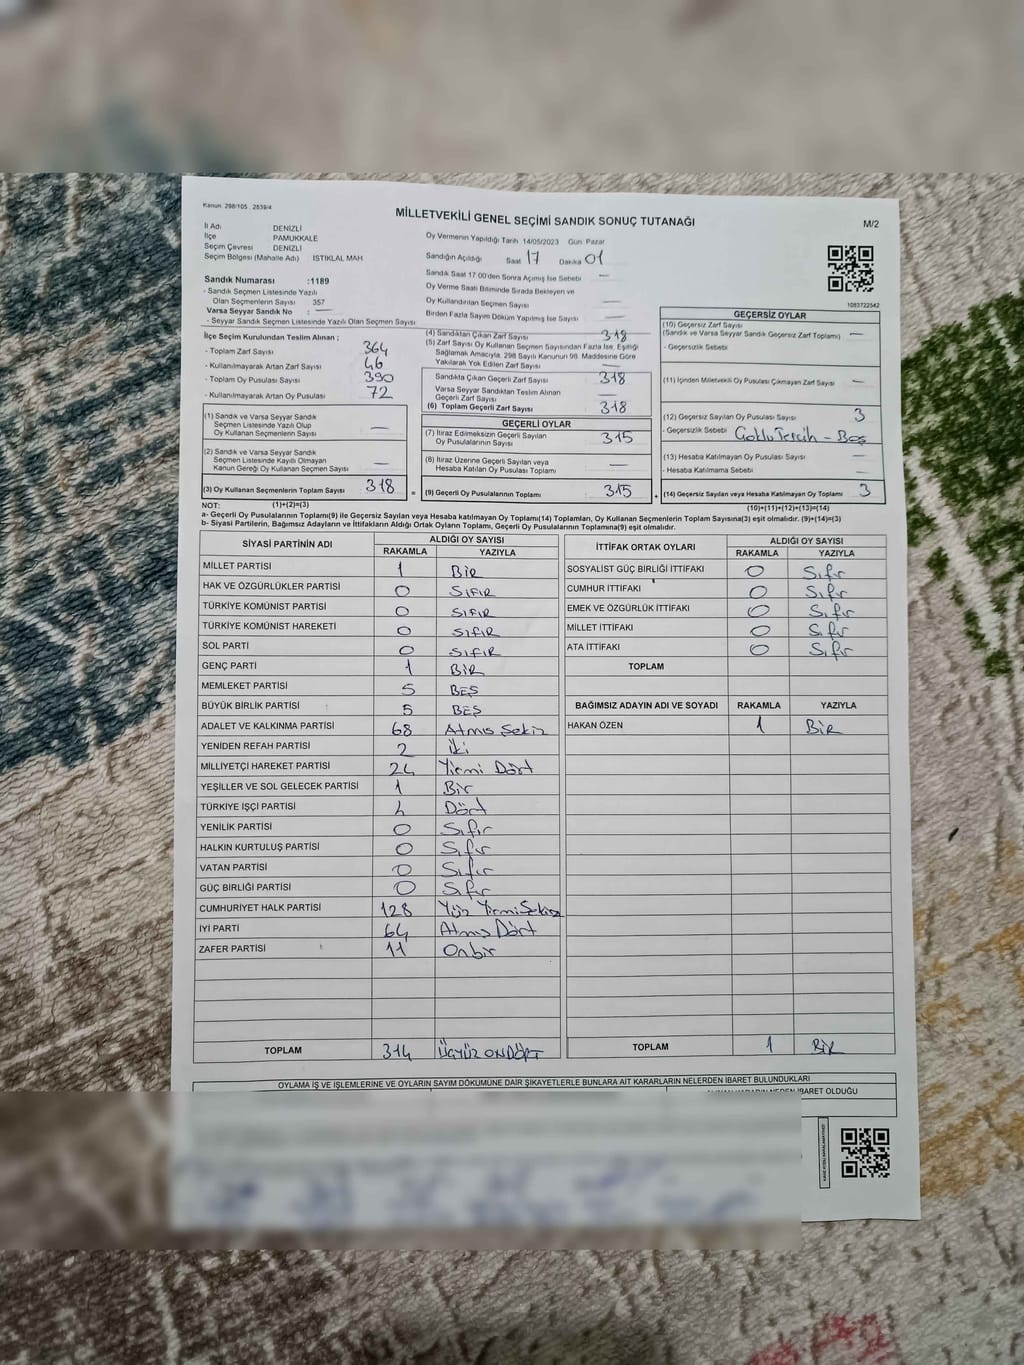 Kanun: 298/105 . 2839/4
MİLLETVEKİLİ GENEL SEÇİMİ SANDIK SONUÇ TUTANAĞI
M/2
İl Adı DENİZLİ
İlçe PAMUKKALE
Seçim Çevresi DENİZLİ
Seçim Bölgesi (Mahalle Adı) İSTİKLAL MAH.
Sandık Numarası :1189
- Sandık Seçmen Listesinde Yazılı
Olan Seçmenlerin Sayısı 357
Varsa Seyyar Sandık No —
- Seyyar Sandık Seçmen Listesinde Yazılı Olan Seçmen Sayısı
Oy Vermenin Yapıldığı Tarih 14/05/2023 Gün: Pazar
Sandığın Açıldığı Saat 17 Dakika 01
Sandık Saat 17:00'den Sonra Açılmış İse Sebebi —
Oy Verme Saati Bitiminde Sırada Bekleyen ve
Oy Kullandırılan Seçmen Sayısı —
Birden Fazla Sayım Döküm Yapılmış İse Sayısı —
1083722542
İlçe Seçim Kurulundan Teslim Alınan ;
- Toplam Zarf Sayısı 364
- Kullanılmayarak Artan Zarf Sayısı 46
- Toplam Oy Pusulası Sayısı 390
- Kullanılmayarak Artan Oy Pusulası 72
(4) Sandıktan Çıkan Zarf Sayısı 318
(5) Zarf Sayısı Oy Kullanan Seçmen Sayısından Fazla İse, Eşitliği
Sağlamak Amacıyla, 298 Sayılı Kanunun 98. Maddesine Göre
Yakılarak Yok Edilen Zarf Sayısı —
Sandıkta Çıkan Geçerli Zarf Sayısı 318
Varsa Seyyar Sandıktan Teslim Alınan
Geçerli Zarf Sayısı —
(6) Toplam Geçerli Zarf Sayısı 318
GEÇERSİZ OYLAR
(10) Geçersiz Zarf Sayısı
(Sandık ve Varsa Seyyar Sandık Geçersiz Zarf Toplamı) —
- Geçersizlik Sebebi
(11) İçinden Milletvekili Oy Pusulası Çıkmayan Zarf Sayısı —
(12) Geçersiz Sayılan Oy Pusulası Sayısı 3
- Geçersizlik Sebebi Çoklu Tercih - Boş
(13) Hesaba Katılmayan Oy Pusulası Sayısı —
- Hesaba Katılmama Sebebi —
(14) Geçersiz Sayılan veya Hesaba Katılmayan Oy Toplamı 3
(1) Sandık ve Varsa Seyyar Sandık
Seçmen Listesinde Yazılı Olup
Oy Kullanan Seçmenlerin Sayısı —
(2) Sandık ve Varsa Seyyar Sandık
Seçmen Listesinde Kayıtlı Olmayan
Kanun Gereği Oy Kullanan Seçmen Sayısı —
(3) Oy Kullanan Seçmenlerin Toplam Sayısı 318
GEÇERLİ OYLAR
(7) İtiraz Edilmeksizin Geçerli Sayılan
Oy Pusulalarının Sayısı 315
(8) İtiraz Üzerine Geçerli Sayılan veya
Hesaba Katılan Oy Pusulası Toplamı —
= (9) Geçerli Oy Pusulalarının Toplamı 315 +
NOT: (1)+(2)=(3)
(10)+(11)+(12)+(13)=(14)
a- Geçerli Oy Pusulalarının Toplamı(9) ile Geçersiz Sayılan veya Hesaba Katılmayan Oy Toplamı(14) Toplamları, Oy Kullanan Seçmenlerin Toplam Sayısına(3) eşit olmalıdır. (9)+(14)=(3)
b- Siyasi Partilerin, Bağımsız Adayların ve İttifakların Aldığı Ortak Oyların Toplamı, Geçerli Oy Pusulalarının Toplamına(9) eşit olmalıdır.
SİYASİ PARTİNİN ADI ALDIĞI OY SAYISI
RAKAMLA YAZIYLA
MİLLET PARTİSİ 1 BİR
HAK VE ÖZGÜRLÜKLER PARTİSİ 0 SIFIR
TÜRKİYE KOMÜNİST PARTİSİ 0 SIFIR
TÜRKİYE KOMÜNİST HAREKETİ 0 SIFIR
SOL PARTİ 0 SIFIR
GENÇ PARTİ 1 BİR
MEMLEKET PARTİSİ 5 BEŞ
BÜYÜK BİRLİK PARTİSİ 5 BEŞ
ADALET VE KALKINMA PARTİSİ 68 Atmış Sekiz
YENİDEN REFAH PARTİSİ 2 İki
MİLLİYETÇİ HAREKET PARTİSİ 24 Yirmi Dört
YEŞİLLER VE SOL GELECEK PARTİSİ 1 Bir
TÜRKİYE İŞÇİ PARTİSİ 4 Dört
YENİLİK PARTİSİ 0 Sıfır
HALKIN KURTULUŞ PARTİSİ 0 Sıfır
VATAN PARTİSİ 0 Sıfır
GÜÇ BİRLİĞİ PARTİSİ 0 Sıfır
CUMHURİYET HALK PARTİSİ 128 Yüz Yirmi Sekiz
İYİ PARTİ 64 Atmış Dört
ZAFER PARTİSİ 11 Onbir
TOPLAM 314 ÜÇYÜZ ONDÖRT
İTTİFAK ORTAK OYLARI ALDIĞI OY SAYISI
RAKAMLA YAZIYLA
SOSYALİST GÜÇ BİRLİĞİ İTTİFAKI 0 Sıfır
CUMHUR İTTİFAKI 0 Sıfır
EMEK VE ÖZGÜRLÜK İTTİFAKI 0 Sıfır
MİLLET İTTİFAKI 0 Sıfır
ATA İTTİFAKI 0 Sıfır
TOPLAM
BAĞIMSIZ ADAYIN ADI VE SOYADI RAKAMLA YAZIYLA
HAKAN ÖZEN 1 BİR
TOPLAM 1 BİR
OYLAMA İŞ VE İŞLEMLERİNE VE OYLARIN SAYIM DÖKÜMÜNE DAİR ŞİKAYETLERLE BUNLARA AİT KARARLARIN NELERDEN İBARET BULUNDUKLARI
NEDEN İBARET OLDUĞU